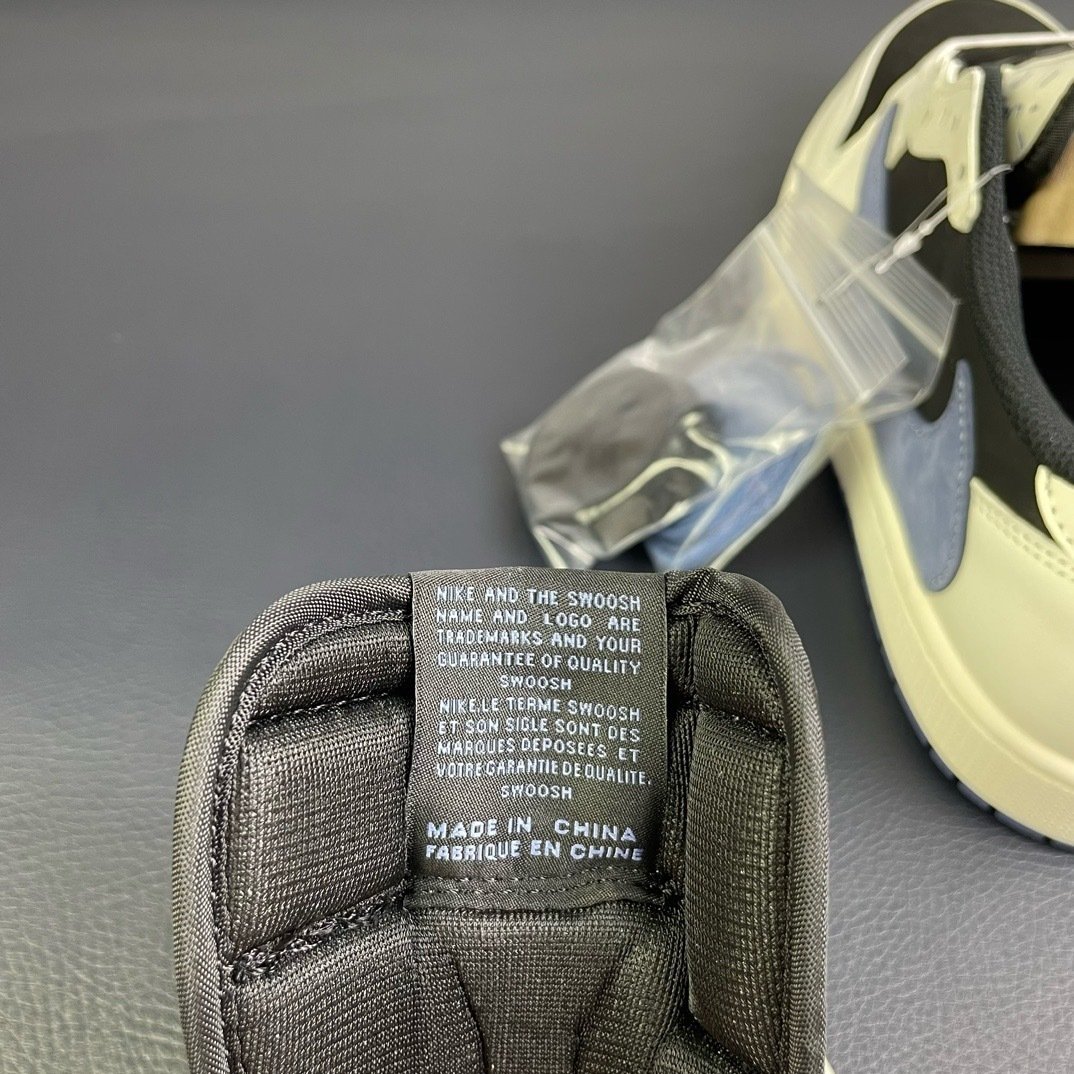 NIKE AND THE SWOOSH
NAME AND LOGO ARE
TRADEMARKS AND YOUR
GUARANTEE OF QUALITY
SWOOSH
NIKE.LE TERME SWOOSH
ET SON SIGLE SONT DES
MARQUES DEPOSEES ET
VOTRE GARANTIE DE QUALITE.
SWOOSH
MADE IN CHINA
FABRIQUE EN CHINE